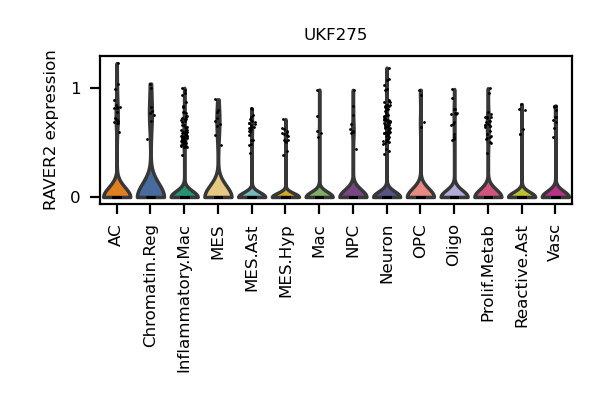 UKF275
RAVER2 expression
1
0
AC
Chromatin.Reg
Inflammatory.Mac
MES
MES.Ast
MES.Hyp
Mac
NPC
Neuron
OPC
Oligo
Prolif.Metab
Reactive.Ast
Vasc